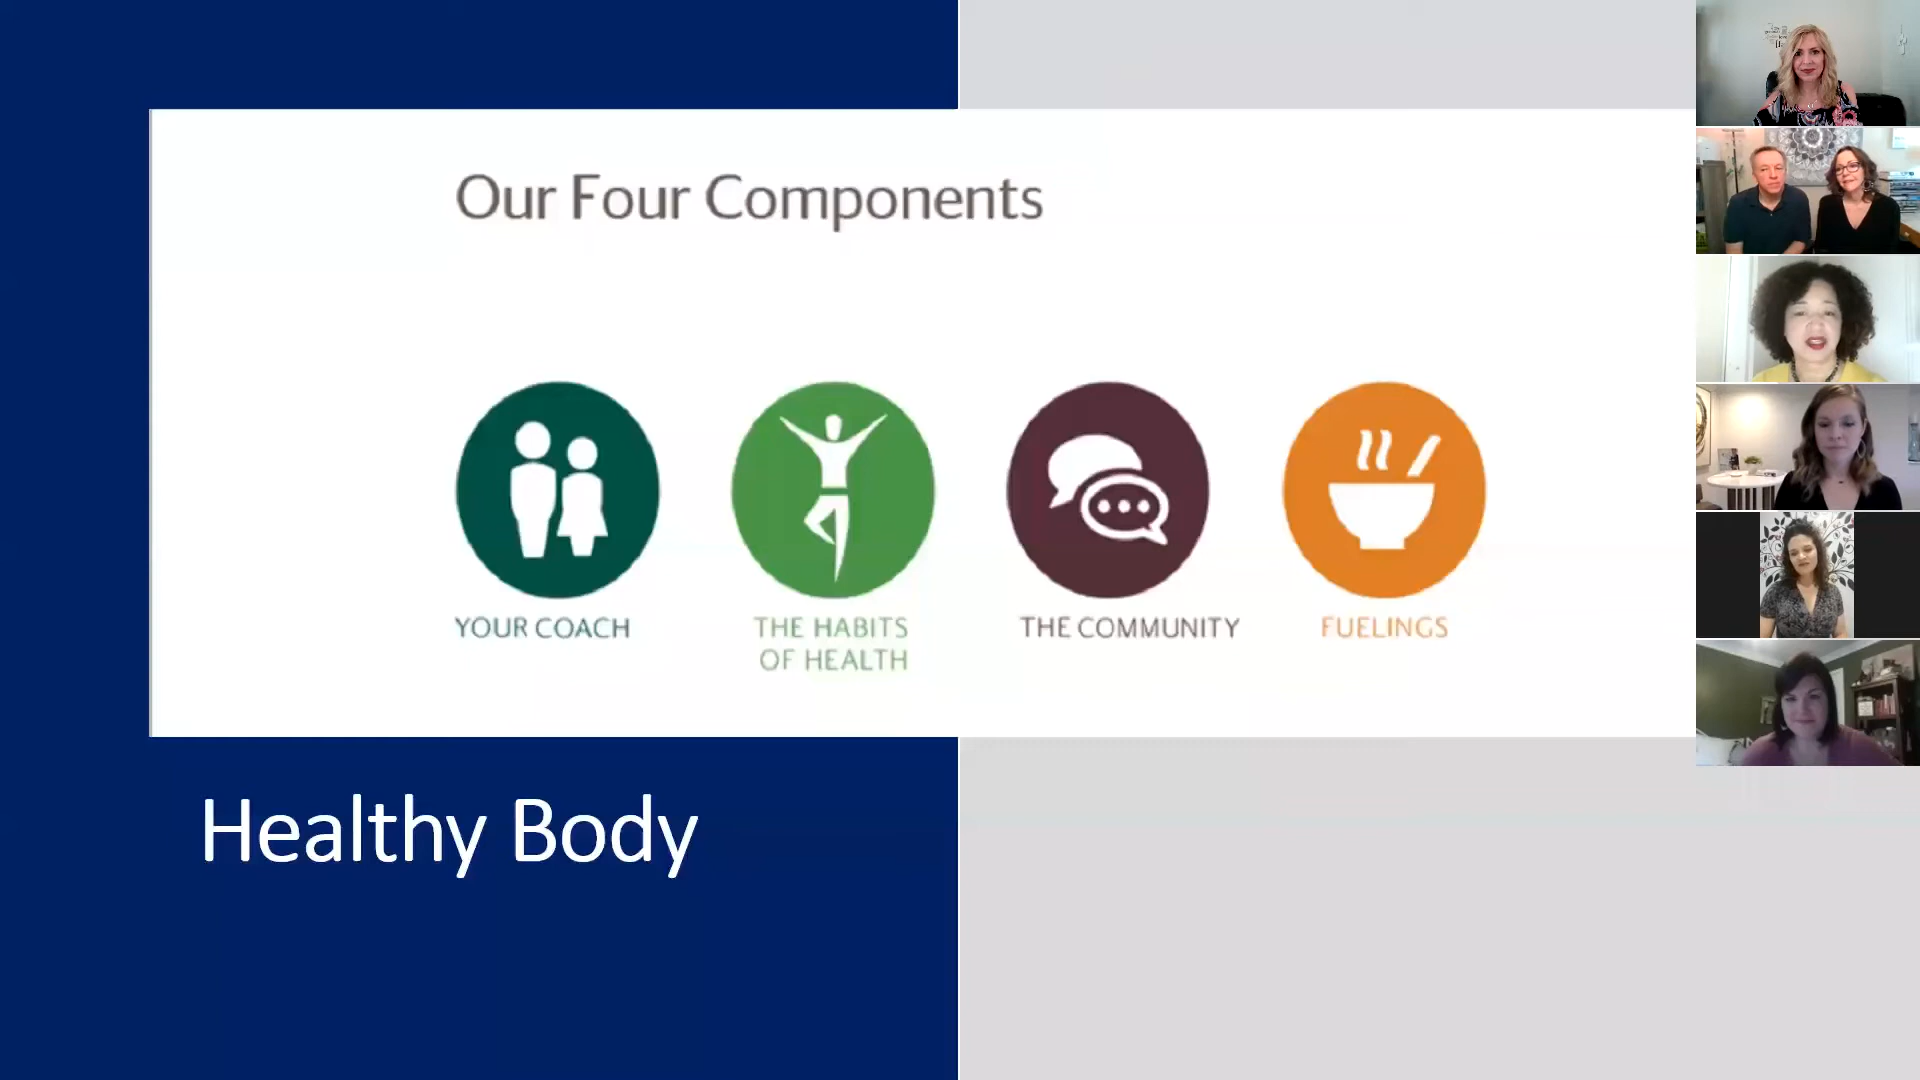 Our Four Components
YOUR COACH
THE HABITS
OF HEALTH
THE COMMUNITY
FUELINGS
Healthy Body